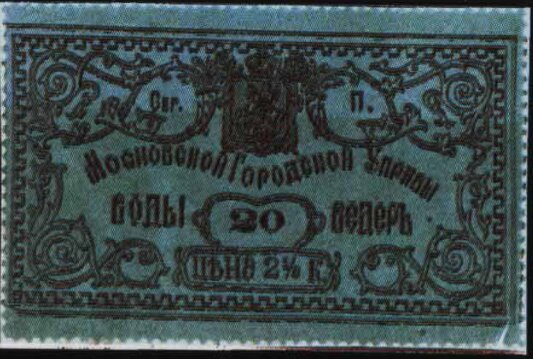 Сер. П.
Московской Городской Управы
воды 20 ведеръ
Цѣна 2½ К.